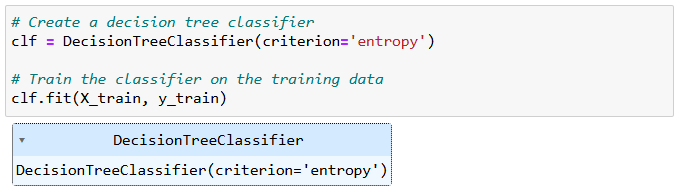 # Create a decision tree classifier
clf = DecisionTreeClassifier(criterion='entropy')
# Train the classifier on the training data
clf.fit(X_train, y_train)
▾ DecisionTreeClassifier
DecisionTreeClassifier(criterion='entropy')